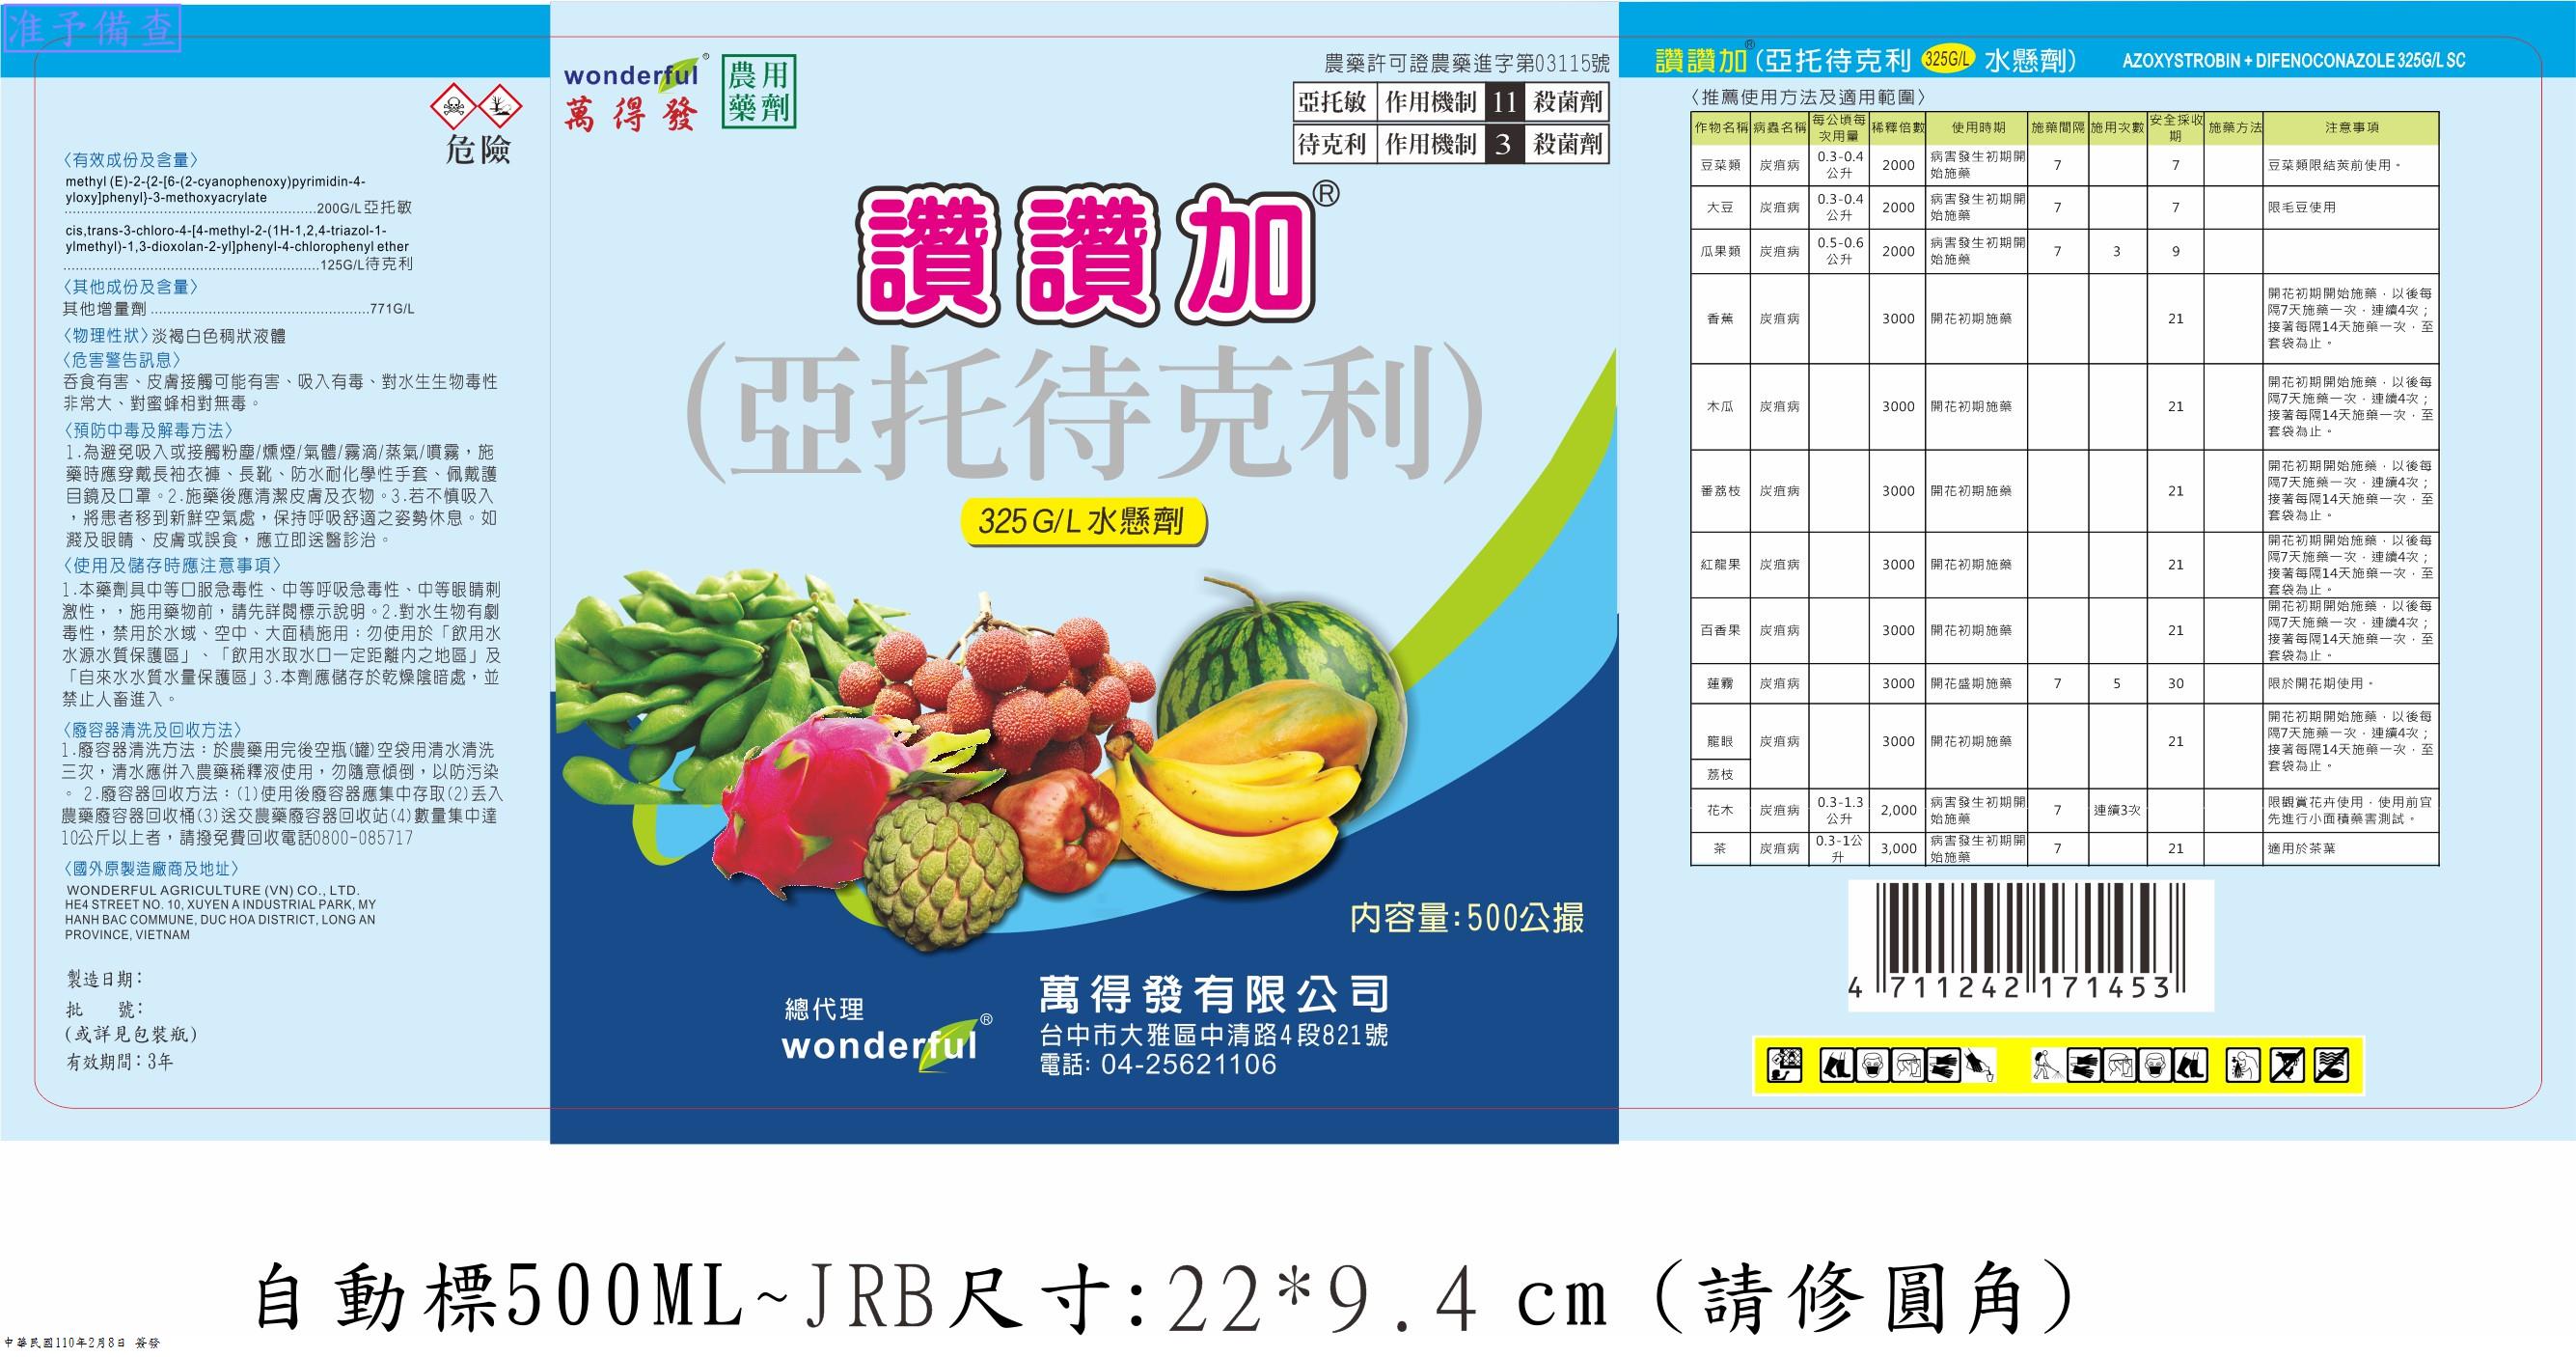 准予備查
危險
〈有效成份及含量〉
methyl (E)-2-{2-[6-(2-cyanophenoxy)pyrimidin-4-
yloxy]phenyl}-3-methoxyacrylate
............................................................200G/L亞托敏
cis,trans-3-chloro-4-[4-methyl-2-(1H-1,2,4-triazol-1-
ylmethyl)-1,3-dioxolan-2-yl]phenyl-4-chlorophenyl ether
............................................................125G/L待克利
〈其他成份及含量〉
其他增量劑 .....................................................771G/L
〈物理性狀〉淡褐白色稠狀液體
〈危害警告訊息〉
吞食有害、皮膚接觸可能有害、吸入有毒、對水生生物毒性
非常大、對蜜蜂相對無毒。
〈預防中毒及解毒方法〉
1.為避免吸入或接觸粉塵/燻煙/氣體/霧滴/蒸氣/噴霧，施
藥時應穿戴長袖衣褲、長靴、防水耐化學性手套、佩戴護
目鏡及口罩。2.施藥後應清潔皮膚及衣物。3.若不慎吸入
，將患者移到新鮮空氣處，保持呼吸舒適之姿勢休息。如
濺及眼睛、皮膚或誤食，應立即送醫診治。
〈使用及儲存時應注意事項〉
1.本藥劑具中等口服急毒性、中等呼吸急毒性、中等眼睛刺
激性，，施用藥物前，請先詳閱標示說明。2.對水生物有劇
毒性，禁用於水域、空中、大面積施用：勿使用於「飲用水
水源水質保護區」、「飲用水取水口一定距離內之地區」及
「自來水水質水量保護區」3.本劑應儲存於乾燥陰暗處，並
禁止人畜進入。
〈廢容器清洗及回收方法〉
1.廢容器清洗方法：於農藥用完後空瓶(罐)空袋用清水清洗
三次，清水應併入農藥稀釋液使用，勿隨意傾倒，以防污染
。 2.廢容器回收方法：(1)使用後廢容器應集中存取(2)丟入
農藥廢容器回收桶(3)送交農藥廢容器回收站(4)數量集中達
10公斤以上者，請撥免費回收電話0800-085717
〈國外原製造廠商及地址〉
WONDERFUL AGRICULTURE (VN) CO., LTD.
HE4 STREET NO. 10, XUYEN A INDUSTRIAL PARK, MY
HANH BAC COMMUNE, DUC HOA DISTRICT, LONG AN
PROVINCE, VIETNAM
製造日期：
批　　號：
(或詳見包裝瓶)
有效期間：3年
wonderful®
萬得發
農用
藥劑
農藥許可證農藥進字第03115號
亞托敏 作用機制 11 殺菌劑
待克利 作用機制 3 殺菌劑
讚讚加®
(亞托待克利)
325 G/L 水懸劑
內容量：500公撮
總代理
wonderful®
萬得發有限公司
台中市大雅區中清路4段821號
電話: 04-25621106
讚讚加®(亞托待克利 325G/L 水懸劑) AZOXYSTROBIN + DIFENOCONAZOLE 325G/L SC
〈推薦使用方法及適用範圍〉
作物名稱 病蟲名稱 每公頃每次用量 稀釋倍數 使用時期 施藥間隔 施用次數 安全採收期 施藥方法 注意事項
豆菜類 炭疽病 0.3-0.4公升 2000 病害發生初期開始施藥 7 7 豆菜類限結莢前使用。
大豆 炭疽病 0.3-0.4公升 2000 病害發生初期開始施藥 7 7 限毛豆使用
瓜果類 炭疽病 0.5-0.6公升 2000 病害發生初期開始施藥 7 3 9
香蕉 炭疽病 3000 開花初期施藥 21 開花初期開始施藥，以後每隔7天施藥一次，連續4次；接著每隔14天施藥一次，至套袋為止。
木瓜 炭疽病 3000 開花初期施藥 21 開花初期開始施藥，以後每隔7天施藥一次，連續4次；接著每隔14天施藥一次，至套袋為止。
番荔枝 炭疽病 3000 開花初期施藥 21 開花初期開始施藥，以後每隔7天施藥一次，連續4次；接著每隔14天施藥一次，至套袋為止。
紅龍果 炭疽病 3000 開花初期施藥 21 開花初期開始施藥，以後每隔7天施藥一次，連續4次；接著每隔14天施藥一次，至套袋為止。
百香果 炭疽病 3000 開花初期施藥 21 開花初期開始施藥，以後每隔7天施藥一次，連續4次；接著每隔14天施藥一次，至套袋為止。
蓮霧 炭疽病 3000 開花盛期施藥 7 5 30 限於開花期使用。
龍眼 炭疽病 3000 開花初期施藥 21 開花初期開始施藥，以後每隔7天施藥一次，連續4次；接著每隔14天施藥一次，至套袋為止。
荔枝
花木 炭疽病 0.3-1.3公升 2,000 病害發生初期開始施藥 7 連續3次 限觀賞花卉使用，使用前宜先進行小面積藥害測試。
茶 炭疽病 0.3-1公升 3,000 病害發生初期開始施藥 7 21 適用於茶葉
4 711242 171453
自動標500ML~JRB尺寸:22*9.4 cm (請修圓角)
中華民國110年2月8日 簽發